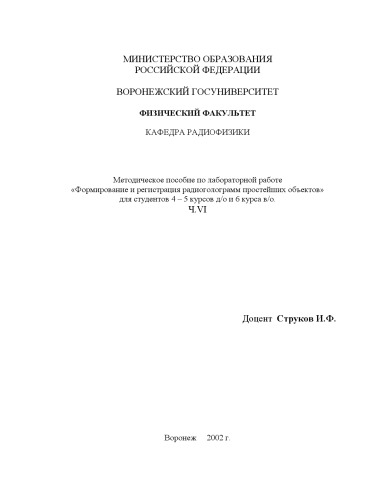 МИНИСТЕРСТВО ОБРАЗОВАНИЯ
РОССИЙСКОЙ ФЕДЕРАЦИИ
ВОРОНЕЖСКИЙ ГОСУНИВЕРСИТЕТ
ФИЗИЧЕСКИЙ ФАКУЛЬТЕТ
КАФЕДРА РАДИОФИЗИКИ
Методическое пособие по лабораторной работе
«Формирование и регистрация радиоголограмм простейших объектов»
для студентов 4 – 5 курсов д/о и 6 курса в/о.
Ч.VI
Доцент Струков И.Ф.
Воронеж 2002 г.